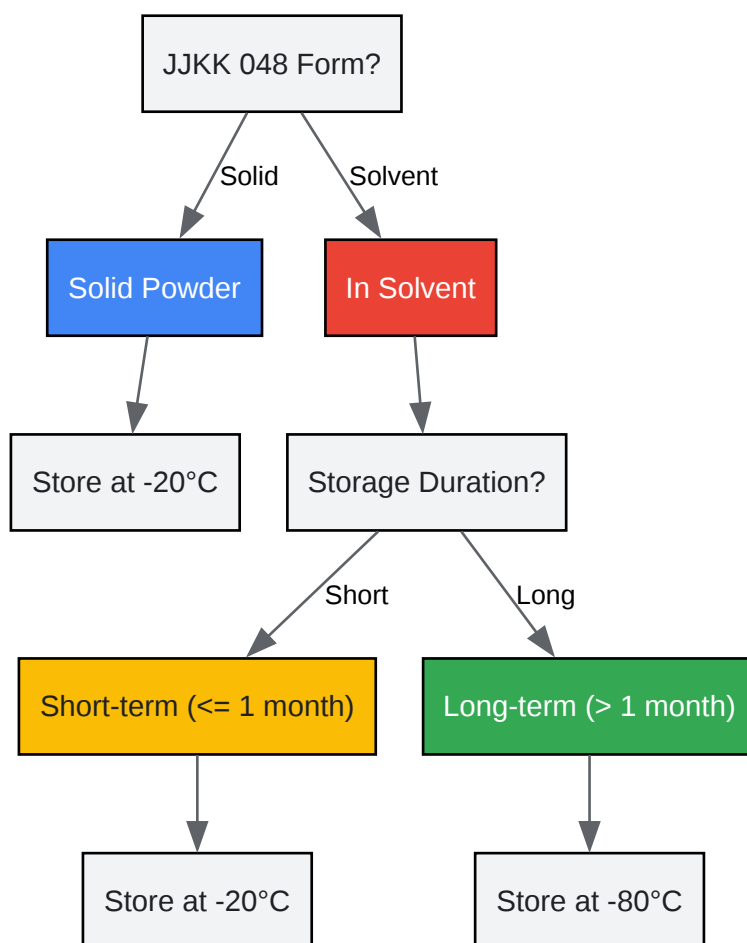 JJKK 048 Form?
Solid
Solvent
Solid Powder
In Solvent
Store at -20°C
Storage Duration?
Short
Long
Short-term (<= 1 month)
Long-term (> 1 month)
Store at -20°C
Store at -80°C